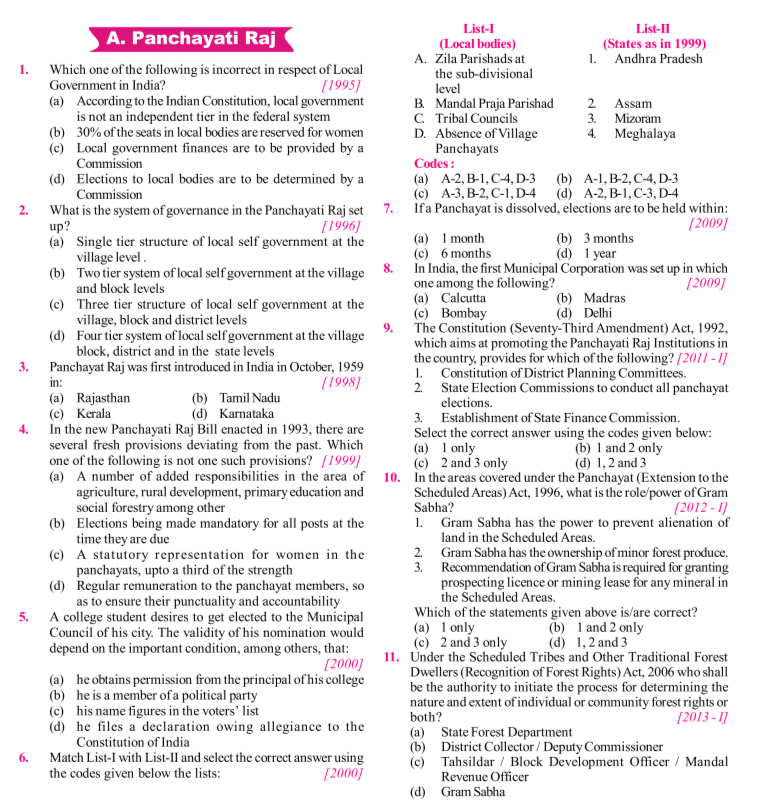 A. Panchayati Raj
1. Which one of the following is incorrect in respect of Local
Government in India? [1995]
(a) According to the Indian Constitution, local government
is not an independent tier in the federal system
(b) 30% of the seats in local bodies are reserved for women
(c) Local government finances are to be provided by a
Commission
(d) Elections to local bodies are to be determined by a
Commission
2. What is the system of governance in the Panchayati Raj set
up? [1996]
(a) Single tier structure of local self government at the
village level .
(b) Two tier system of local self government at the village
and block levels
(c) Three tier structure of local self government at the
village, block and district levels
(d) Four tier system of local self government at the village
block, district and in the state levels
3. Panchayat Raj was first introduced in India in October, 1959
in: [1998]
(a) Rajasthan (b) Tamil Nadu
(c) Kerala (d) Karnataka
4. In the new Panchayati Raj Bill enacted in 1993, there are
several fresh provisions deviating from the past. Which
one of the following is not one such provisions? [1999]
(a) A number of added responsibilities in the area of
agriculture, rural development, primary education and
social forestry among other
(b) Elections being made mandatory for all posts at the
time they are due
(c) A statutory representation for women in the
panchayats, upto a third of the strength
(d) Regular remuneration to the panchayat members, so
as to ensure their punctuality and accountability
5. A college student desires to get elected to the Municipal
Council of his city. The validity of his nomination would
depend on the important condition, among others, that:
[2000]
(a) he obtains permission from the principal of his college
(b) he is a member of a political party
(c) his name figures in the voters' list
(d) he files a declaration owing allegiance to the
Constitution of India
6. Match List-I with List-II and select the correct answer using
the codes given below the lists: [2000]
List-I List-II
(Local bodies) (States as in 1999)
A. Zila Parishads at 1. Andhra Pradesh
the sub-divisional
level
B. Mandal Praja Parishad 2. Assam
C. Tribal Councils 3. Mizoram
D. Absence of Village 4. Meghalaya
Panchayats
Codes :
(a) A-2, B-1, C-4, D-3 (b) A-1, B-2, C-4, D-3
(c) A-3, B-2, C-1, D-4 (d) A-2, B-1, C-3, D-4
7. If a Panchayat is dissolved, elections are to be held within:
[2009]
(a) 1 month (b) 3 months
(c) 6 months (d) 1 year
8. In India, the first Municipal Corporation was set up in which
one among the following? [2009]
(a) Calcutta (b) Madras
(c) Bombay (d) Delhi
9. The Constitution (Seventy-Third Amendment) Act, 1992,
which aims at promoting the Panchayati Raj Institutions in
the country, provides for which of the following? [2011 - I]
1. Constitution of District Planning Committees.
2. State Election Commissions to conduct all panchayat
elections.
3. Establishment of State Finance Commission.
Select the correct answer using the codes given below:
(a) 1 only (b) 1 and 2 only
(c) 2 and 3 only (d) 1, 2 and 3
10. In the areas covered under the Panchayat (Extension to the
Scheduled Areas) Act, 1996, what is the role/power of Gram
Sabha? [2012 - I]
1. Gram Sabha has the power to prevent alienation of
land in the Scheduled Areas.
2. Gram Sabha has the ownership of minor forest produce.
3. Recommendation of Gram Sabha is required for granting
prospecting licence or mining lease for any mineral in
the Scheduled Areas.
Which of the statements given above is/are correct?
(a) 1 only (b) 1 and 2 only
(c) 2 and 3 only (d) 1, 2 and 3
11. Under the Scheduled Tribes and Other Traditional Forest
Dwellers (Recognition of Forest Rights) Act, 2006 who shall
be the authority to initiate the process for determining the
nature and extent of individual or community forest rights or
both? [2013 - I]
(a) State Forest Department
(b) District Collector / Deputy Commissioner
(c) Tahsildar / Block Development Officer / Mandal
Revenue Officer
(d) Gram Sabha